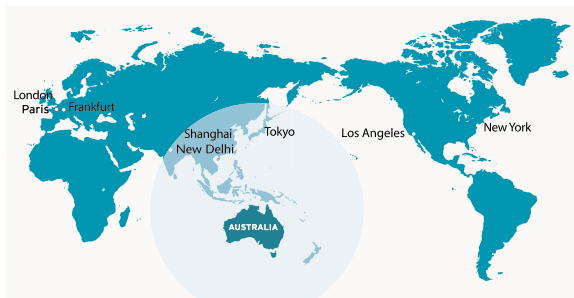 London
Paris
Frankfurt
Shanghai
Tokyo
New Delhi
Los Angeles
New York
AUSTRALIA